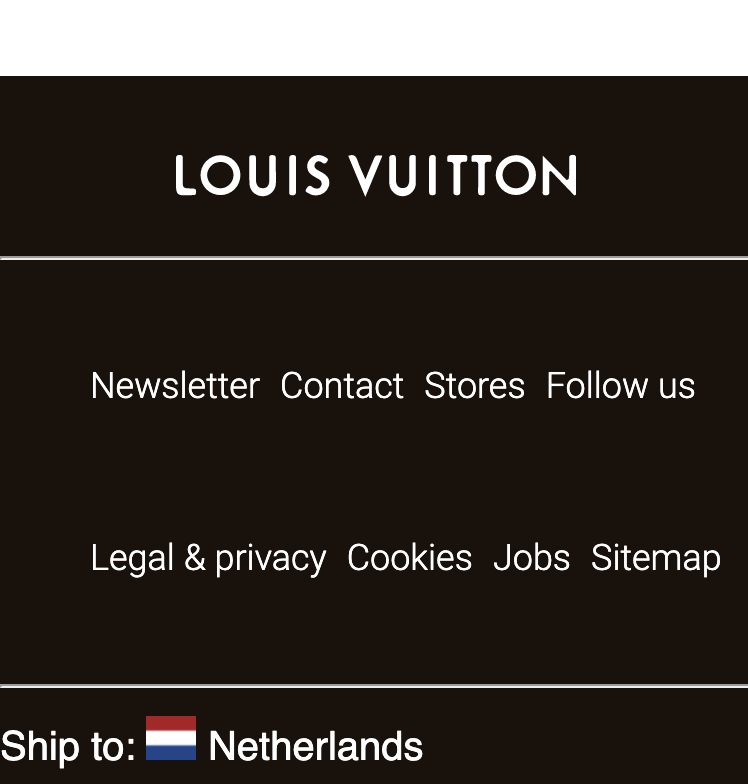 LOUIS VUITTON
Newsletter Contact Stores Follow us
Legal & privacy Cookies Jobs Sitemap
Ship to: Netherlands